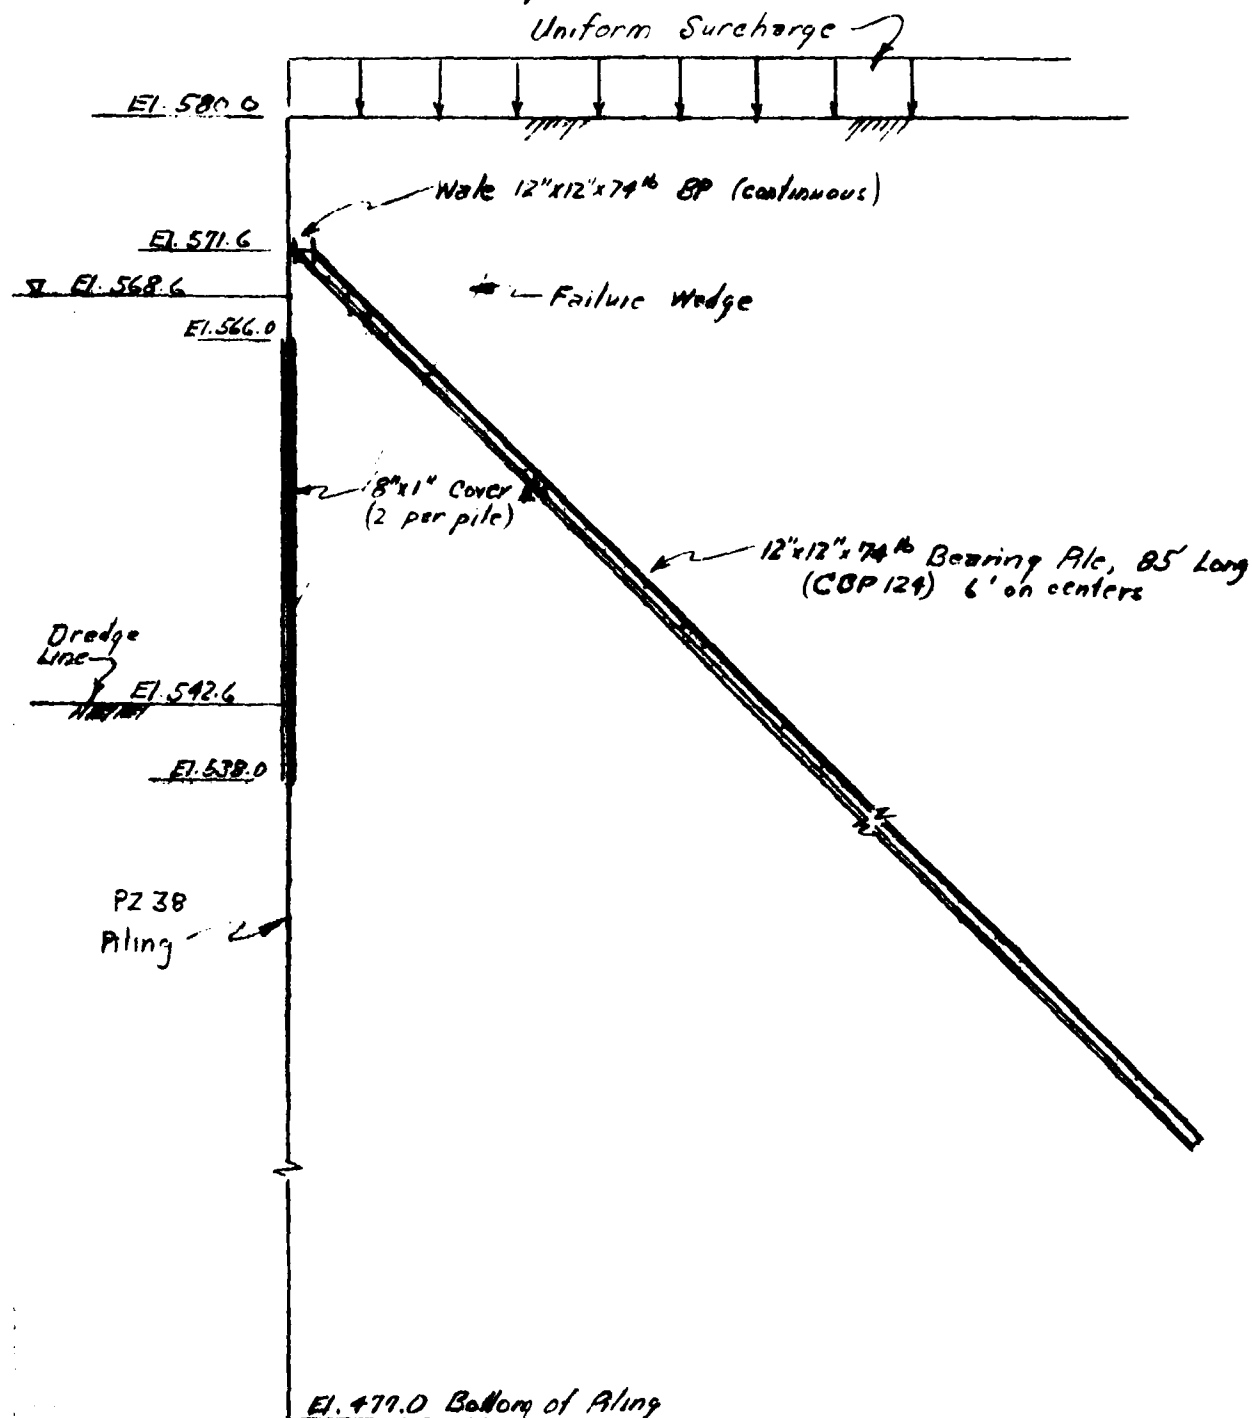 Uniform Surcharge
El. 580.0
Wale 12"x12"x74lb BP (continuous)
El. 571.6
El. 568.6
Failure Wedge
El. 566.0
8"x1" Cover
(2 per pile)
12"x12"x74lb Bearing Pile, 85' Long
(CBP 124) 6' on centers
Dredge
Line
El. 542.6
El. 538.0
PZ 38
Piling
El. 477.0 Bottom of Piling